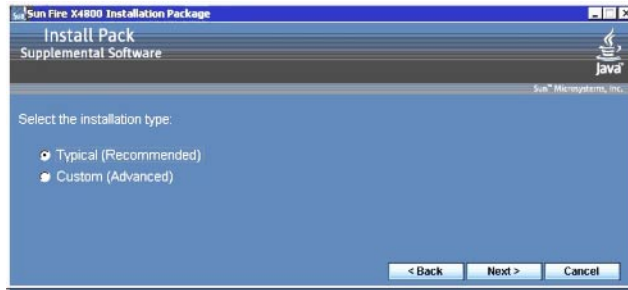 Sun Fire X4800 Installation Package
Install Pack
Supplemental Software
Java
Sun™ Microsystems, Inc.
Select the installation type:
Typical (Recommended)
Custom (Advanced)
< Back
Next >
Cancel